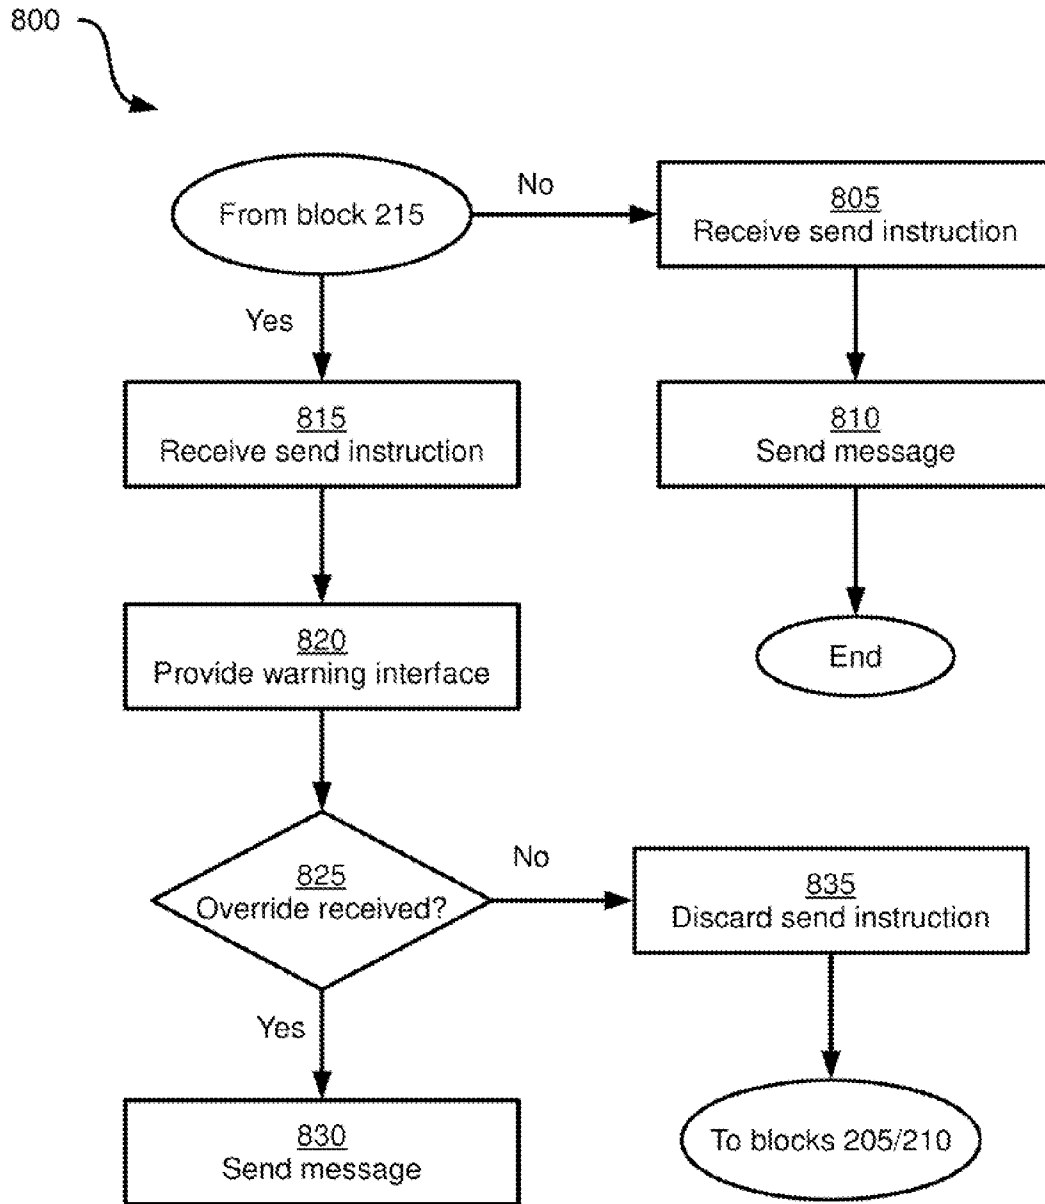 800
From block 215
No
805
Receive send instruction
Yes
815
Receive send instruction
810
Send message
820
Provide warning interface
End
825
Override received?
No
835
Discard send instruction
Yes
830
Send message
To blocks 205/210